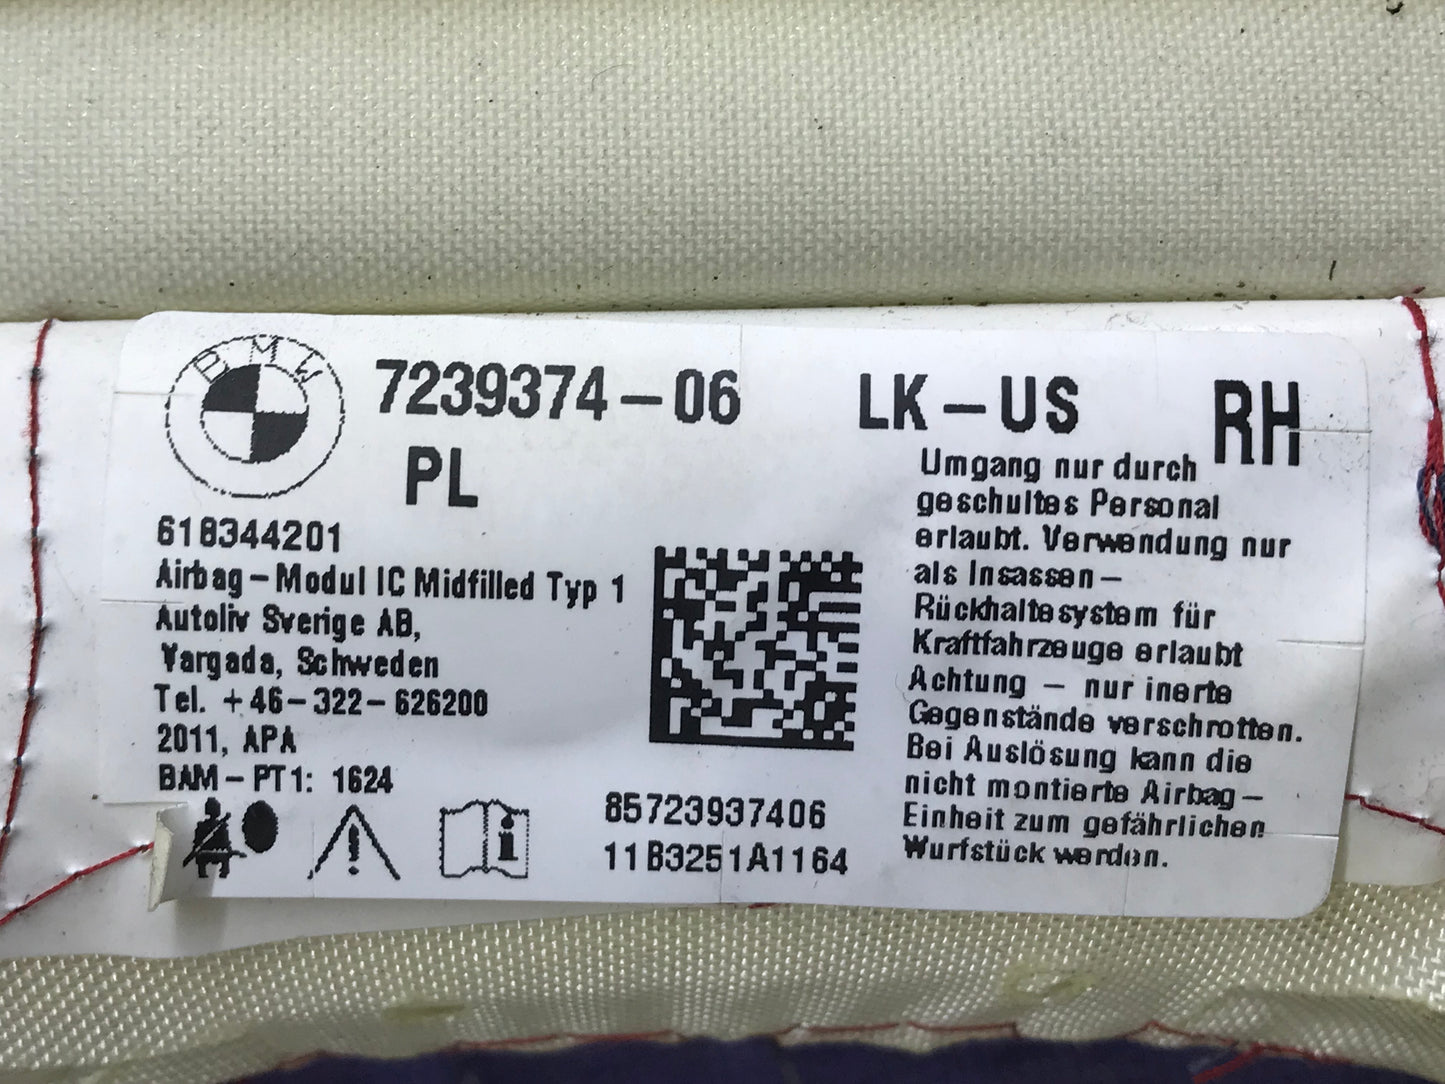 BMW
7239374-06 LK-US RH
PL
618344201
Airbag-Modul IC Midfilled Typ 1
Autoliv Sverige AB,
Vargada, Schweden
Tel. +46-322-626200
2011, APA
BAM-PT1: 1624
85723937406
11B3251A1164
Umgang nur durch
geschultes Personal
erlaubt. Verwendung nur
als Insassen-
Rückhaltesystem für
Kraftfahrzeuge erlaubt
Achtung - nur inerte
Gegenstände verschrotten.
Bei Auslösung kann die
nicht montierte Airbag-
Einheit zum gefährlichen
Wurfstück werden.